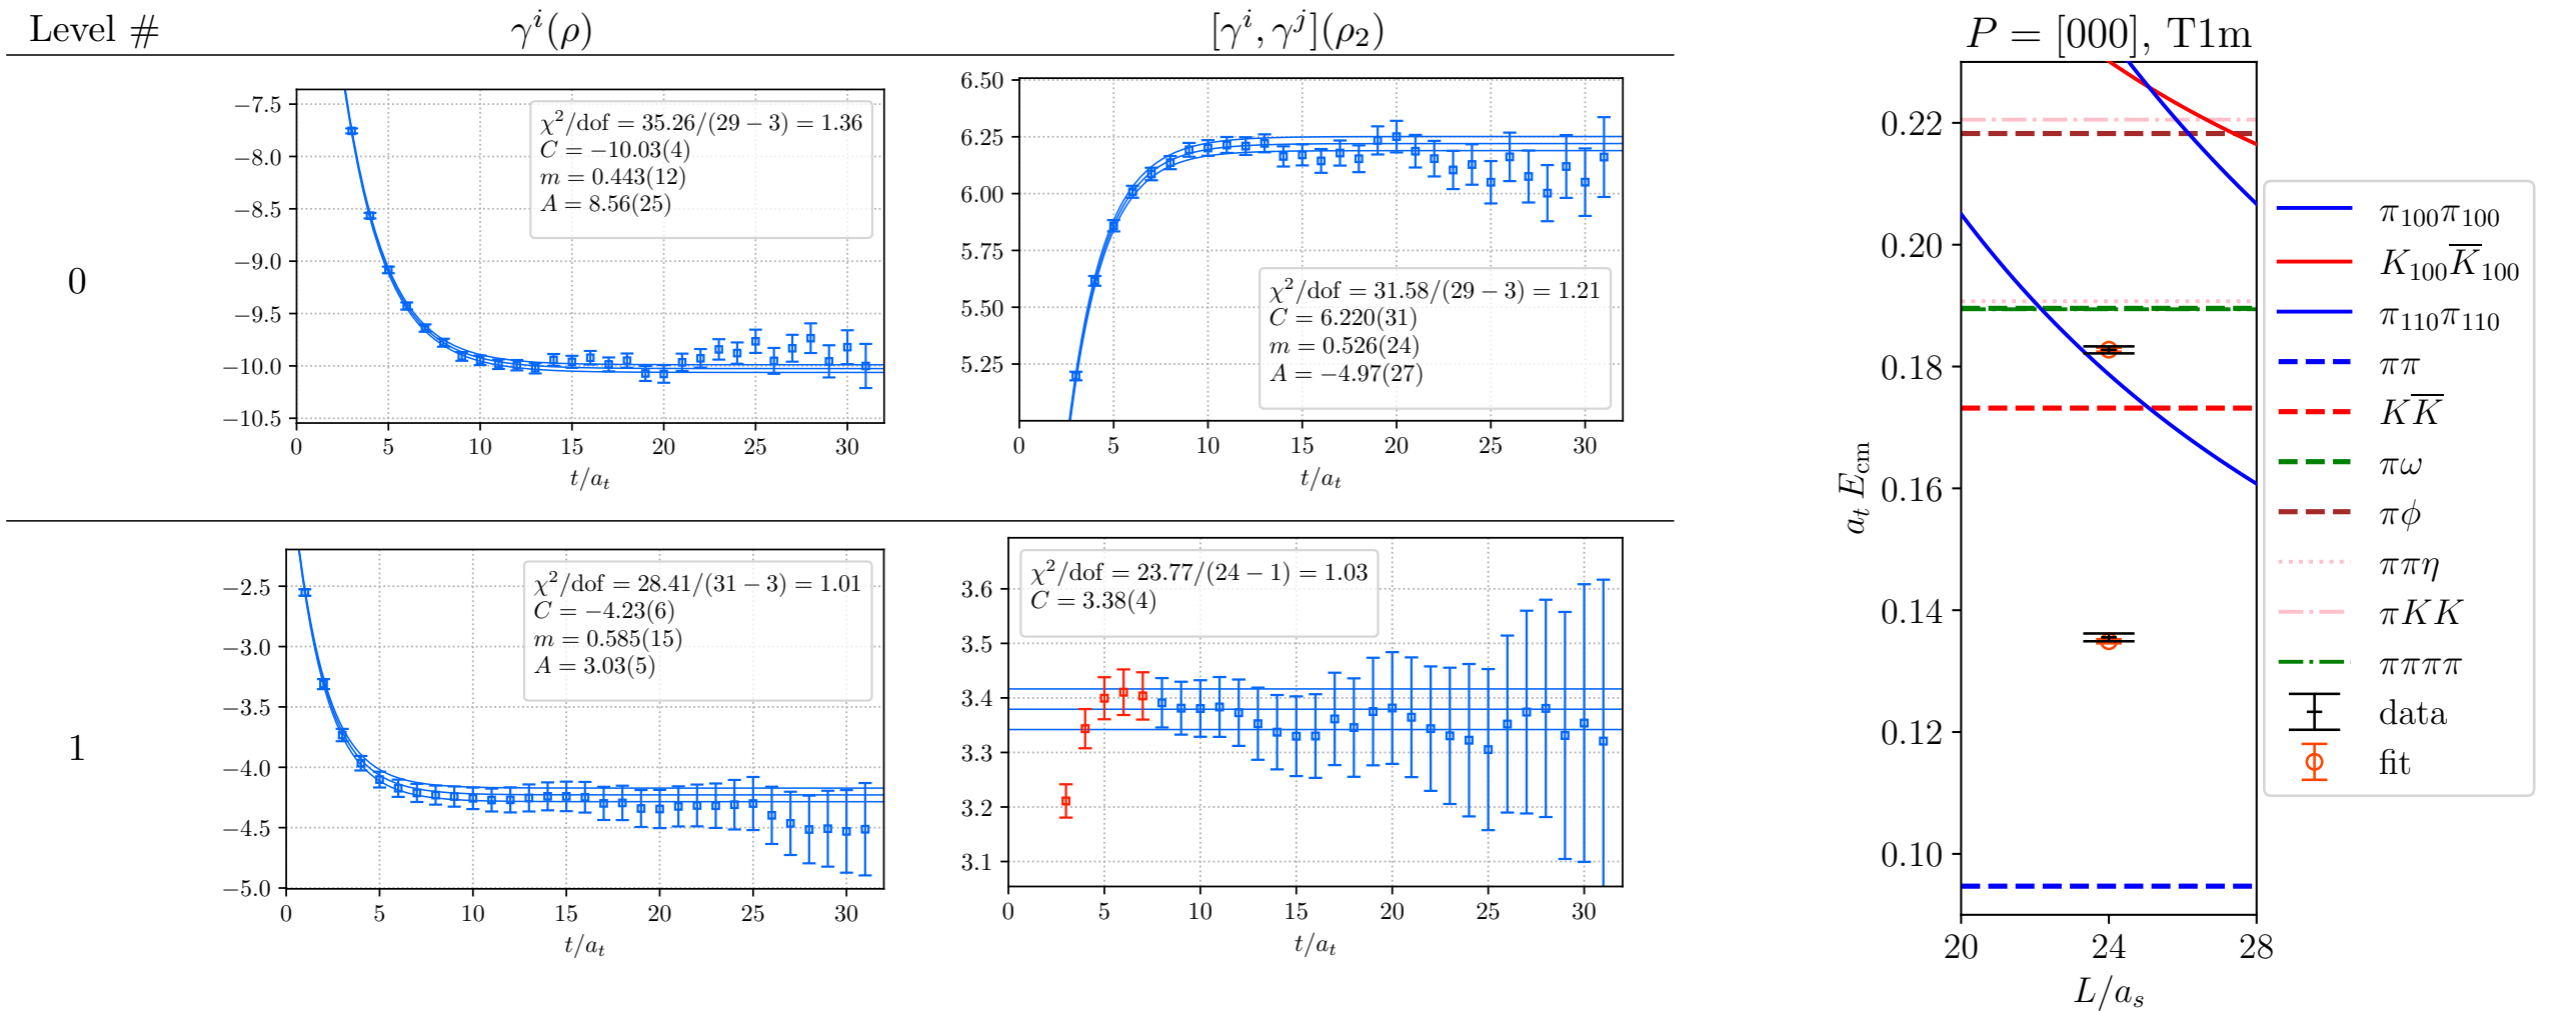 Level #
γ^i(ρ)
[γ^i, γ^j](ρ_2)
0
−7.5
−8.0
−8.5
−9.0
−9.5
−10.0
−10.5
χ²/dof = 35.26/(29 − 3) = 1.36
C = −10.03(4)
m = 0.443(12)
A = 8.56(25)
0 5 10 15 20 25 30
t/a_t
6.50
6.25
6.00
5.75
5.50
5.25
χ²/dof = 31.58/(29 − 3) = 1.21
C = 6.220(31)
m = 0.526(24)
A = −4.97(27)
0 5 10 15 20 25 30
t/a_t
1
−2.5
−3.0
−3.5
−4.0
−4.5
−5.0
χ²/dof = 28.41/(31 − 3) = 1.01
C = −4.23(6)
m = 0.585(15)
A = 3.03(5)
0 5 10 15 20 25 30
t/a_t
3.6
3.5
3.4
3.3
3.2
3.1
χ²/dof = 23.77/(24 − 1) = 1.03
C = 3.38(4)
0 5 10 15 20 25 30
t/a_t
P = [000], T1m
a_t E_cm
0.22
0.20
0.18
0.16
0.14
0.12
0.10
20 24 28
L/a_s
π_100π_100
K_100K̅_100
π_110π_110
ππ
KK̅
πω
πϕ
ππη
πKK
ππππ
data
fit